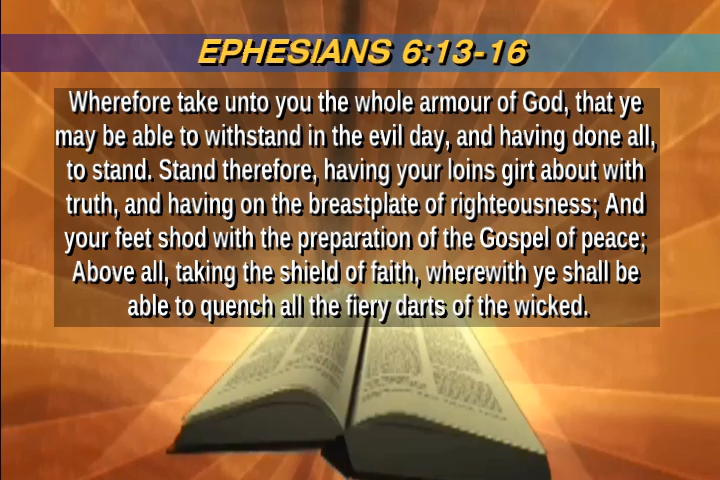 EPHESIANS 6:13-16
Wherefore take unto you the whole armour of God, that ye
may be able to withstand in the evil day, and having done all,
to stand. Stand therefore, having your loins girt about with
truth, and having on the breastplate of righteousness; And
your feet shod with the preparation of the Gospel of peace;
Above all, taking the shield of faith, wherewith ye shall be
able to quench all the fiery darts of the wicked.